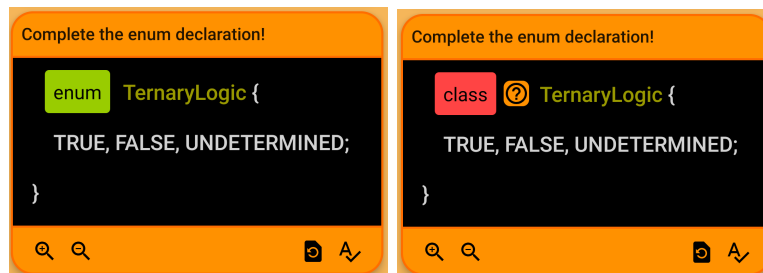 Complete the enum declaration!
enum TernaryLogic {
TRUE, FALSE, UNDETERMINED;
}
Complete the enum declaration!
class ? TernaryLogic {
TRUE, FALSE, UNDETERMINED;
}